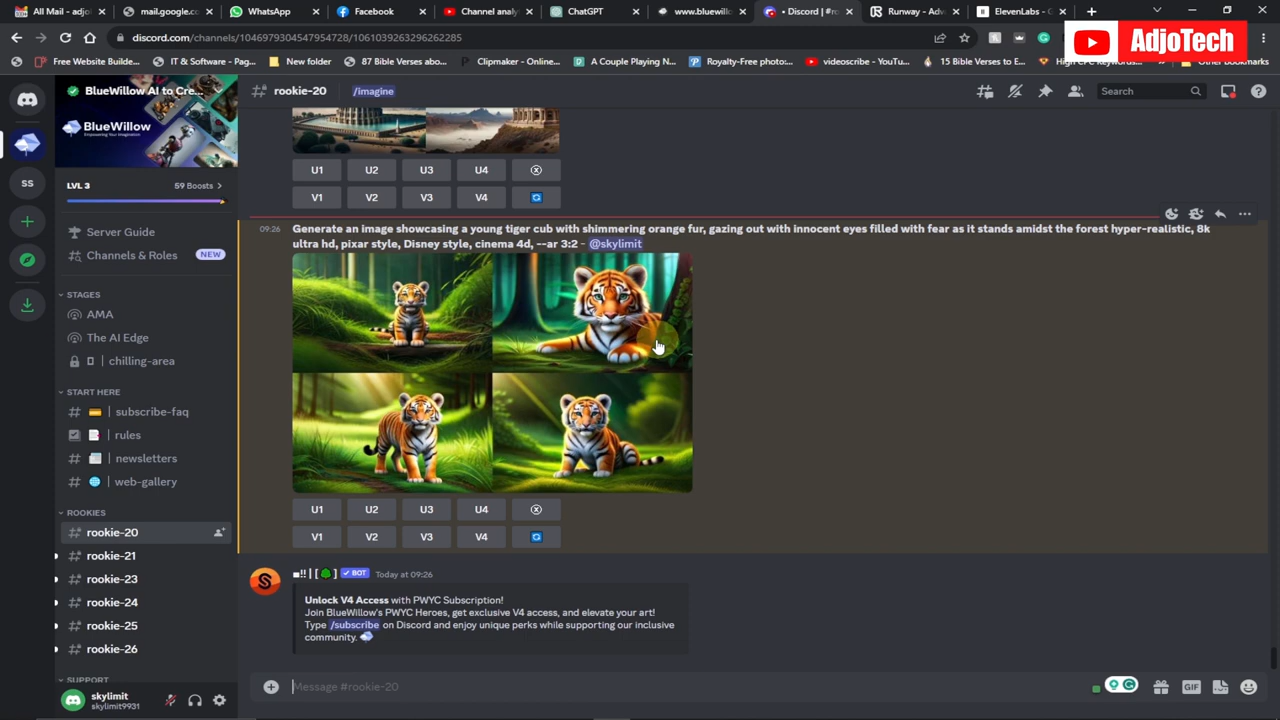 All Mail - adjo
mail.google.cc
WhatsApp
Facebook
Channel analy
ChatGPT
www.bluewill
• Discord | #ro
Runway - Adv
ElevenLabs - C
discord.com/channels/1046979304547954728/1061039263296262285
AdjoTech
Free Website Builde...
IT & Software - Pag...
New folder
87 Bible Verses abo...
Clipmaker - Online...
A Couple Playing N...
Royalty-Free photo:...
videoscribe - YouTu...
15 Bible Verses to E...
High CPC keywords...
Other bookmarks
BlueWillow AI to Cre...
BlueWillow
Empowering Your Imagination
LVL 3
59 Boosts
Server Guide
Channels & Roles
NEW
STAGES
AMA
The AI Edge
chilling-area
START HERE
subscribe-faq
rules
newsletters
web-gallery
ROOKIES
rookie-20
rookie-21
rookie-23
rookie-24
rookie-25
rookie-26
SUPPORT
skylimit
skylimit9931
rookie-20
/imagine
Search
U1 U2 U3 U4
V1 V2 V3 V4
09:26 Generate an image showcasing a young tiger cub with shimmering orange fur, gazing out with innocent eyes filled with fear as it stands amidst the forest hyper-realistic, 8k
ultra hd, pixar style, Disney style, cinema 4d, --ar 3:2 - @skylimit
U1 U2 U3 U4
V1 V2 V3 V4
BOT Today at 09:26
Unlock V4 Access with PWYC Subscription!
Join BlueWillow's PWYC Heroes, get exclusive V4 access, and elevate your art!
Type /subscribe on Discord and enjoy unique perks while supporting our inclusive
community.
Message #rookie-20
GIF